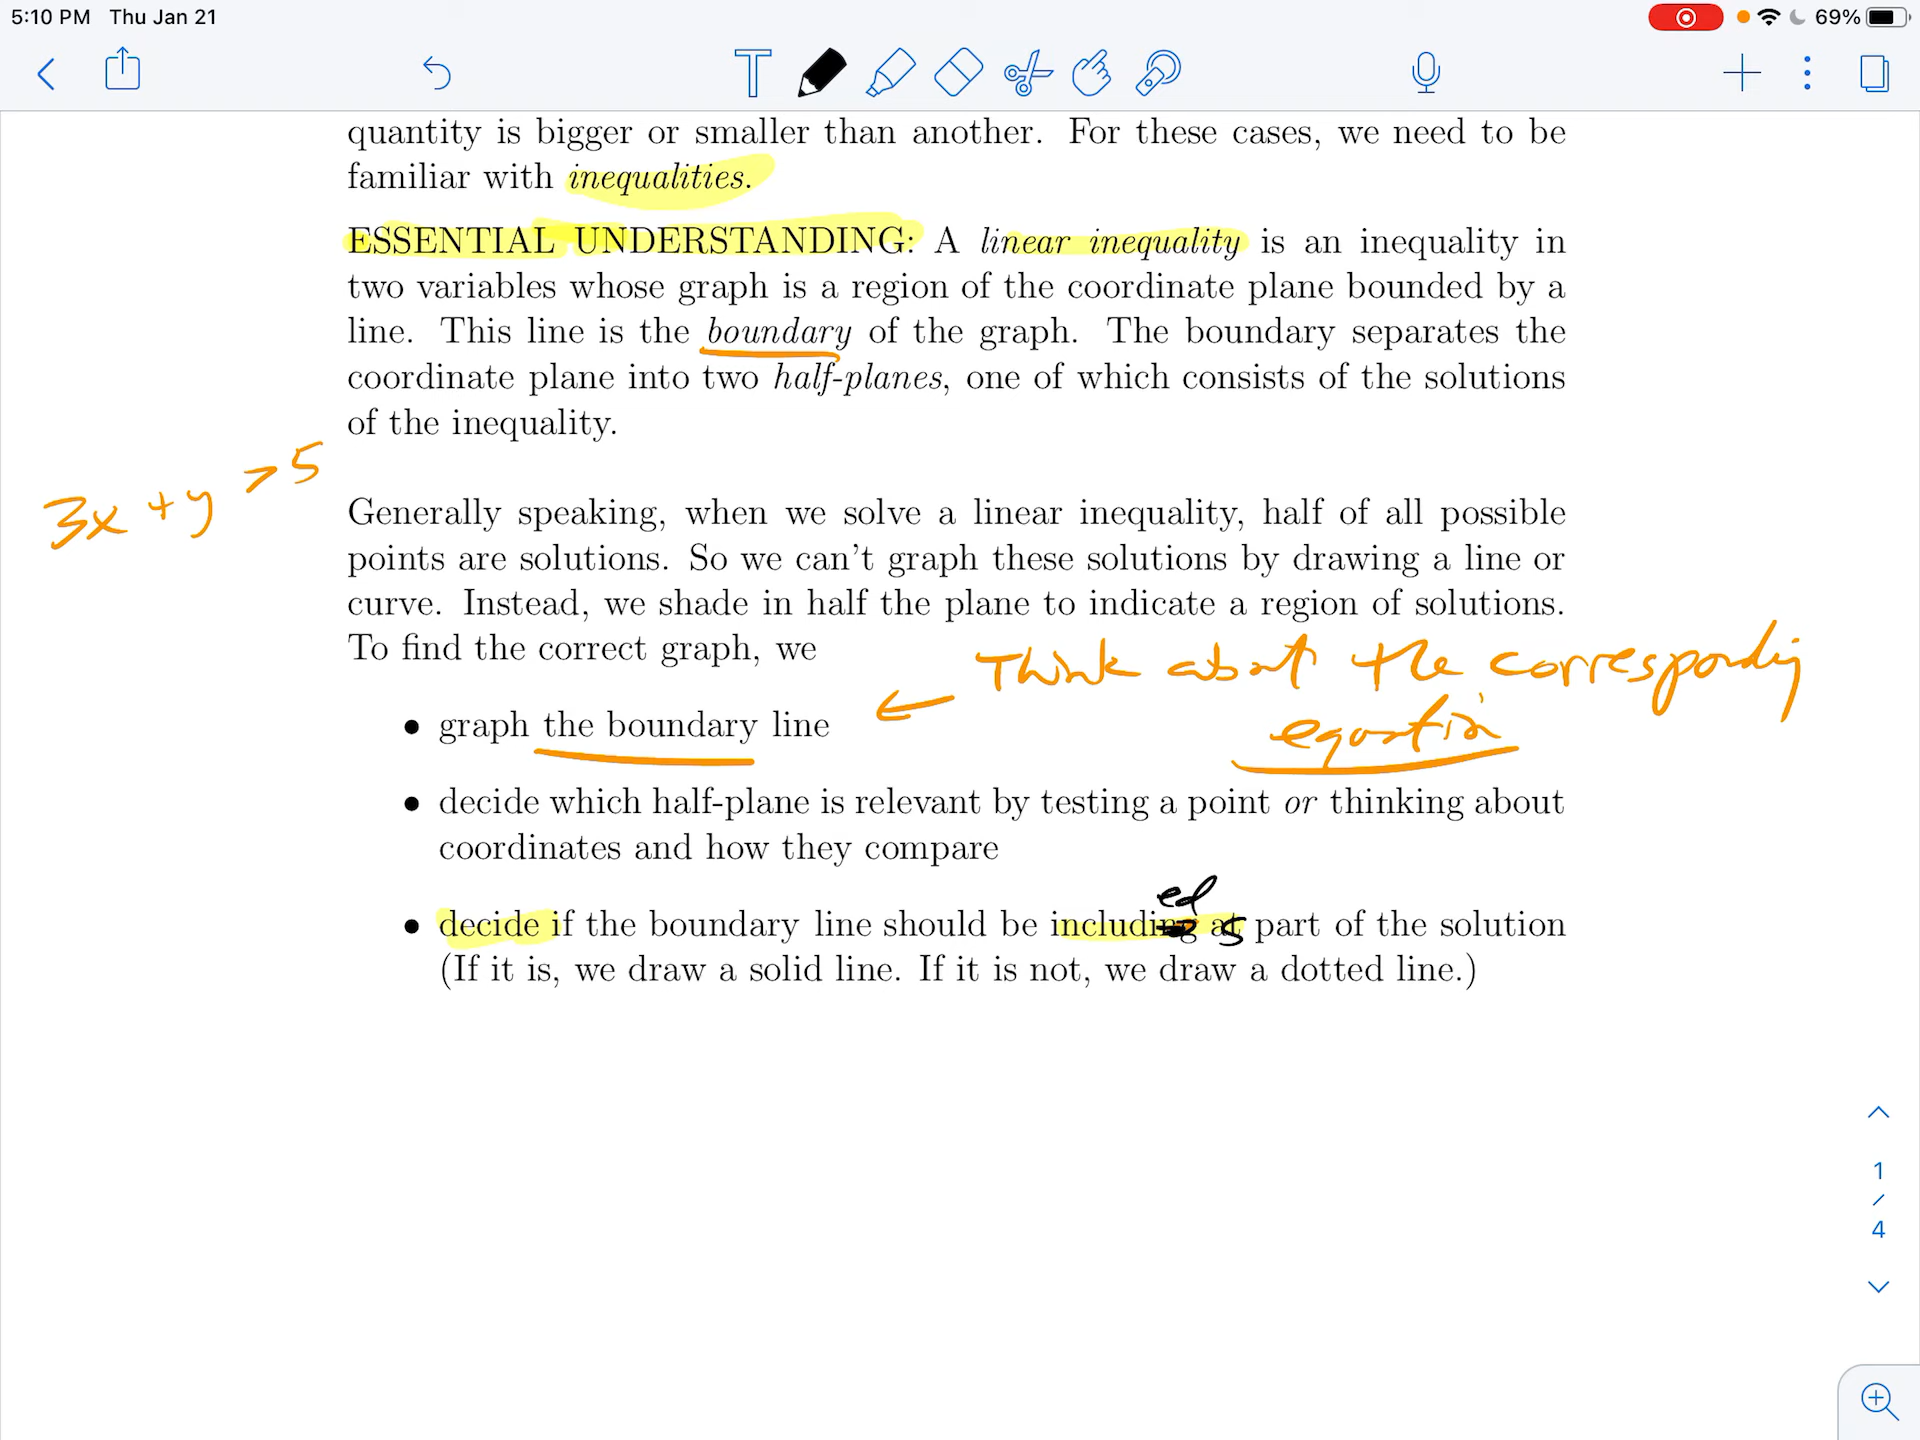 5:10 PM Thu Jan 21
69%
quantity is bigger or smaller than another. For these cases, we need to be
familiar with inequalities.
ESSENTIAL UNDERSTANDING: A linear inequality is an inequality in
two variables whose graph is a region of the coordinate plane bounded by a
line. This line is the boundary of the graph. The boundary separates the
coordinate plane into two half-planes, one of which consists of the solutions
of the inequality.
3x + y > 5
Generally speaking, when we solve a linear inequality, half of all possible
points are solutions. So we can't graph these solutions by drawing a line or
curve. Instead, we shade in half the plane to indicate a region of solutions.
To find the correct graph, we
Think about the corresponding
equation
• graph the boundary line
• decide which half-plane is relevant by testing a point or thinking about
coordinates and how they compare
• decide if the boundary line should be included as part of the solution
(If it is, we draw a solid line. If it is not, we draw a dotted line.)
1
/
4